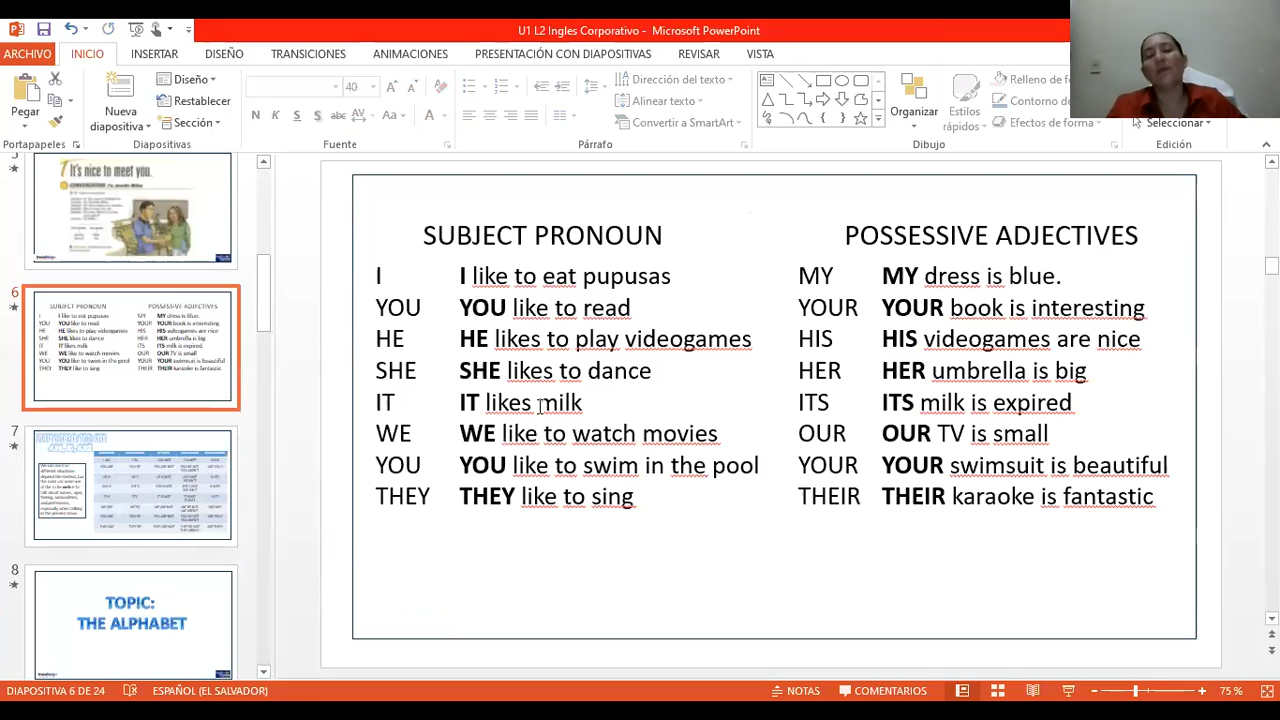 U1 L2 Ingles Corporativo - Microsoft PowerPoint
ARCHIVO INICIO INSERTAR DISEÑO TRANSICIONES ANIMACIONES PRESENTACIÓN CON DIAPOSITIVAS REVISAR VISTA
Pegar
Nueva
diapositiva
Diseño
Restablecer
Sección
40
N K S abc AV Aa A
Dirección del texto
Alinear texto
Convertir a SmartArt
Organizar
Estilos
rápidos
Relleno de
Contorno de
Efectos de forma
Seleccionar
Portapapeles Diapositivas Fuente Párrafo Dibujo Edición
5
It's nice to meet you.
6
7
8
TOPIC:
THE ALPHABET
SUBJECT PRONOUN POSSESSIVE ADJECTIVES
I I like to eat pupusas MY MY dress is blue.
YOU YOU like to read YOUR YOUR book is interesting
HE HE likes to play videogames HIS HIS videogames are nice
SHE SHE likes to dance HER HER umbrella is big
IT IT likes milk ITS ITS milk is expired
WE WE like to watch movies OUR OUR TV is small
YOU YOU like to swim in the pool YOUR YOUR swimsuit is beautiful
THEY THEY like to sing THEIR THEIR karaoke is fantastic
DIAPOSITIVA 6 DE 24 ESPAÑOL (EL SALVADOR) NOTAS COMENTARIOS 75 %